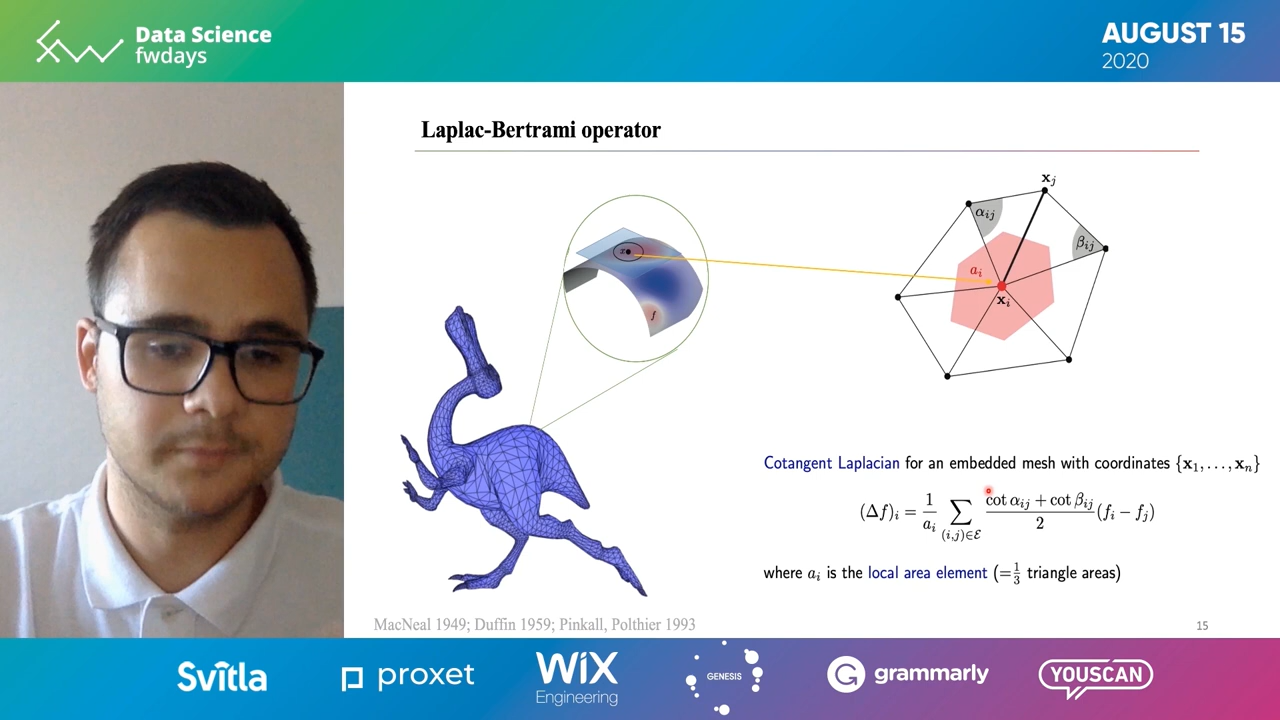 Data Science
fwdays
AUGUST 15
2020
Laplac-Bertrami operator
x
f
x_j
α_ij
β_ij
a_i
x_i
Cotangent Laplacian for an embedded mesh with coordinates {x_1, . . . , x_n}
(Δf)_i = 1/a_i ∑_(i,j)∈ℰ (cot α_ij + cot β_ij)/2 (f_i − f_j)
where a_i is the local area element (=1/3 triangle areas)
MacNeal 1949; Duffin 1959; Pinkall, Polthier 1993
15
Svitla
proxet
WiX
Engineering
GENESIS
grammarly
YOUSCAN